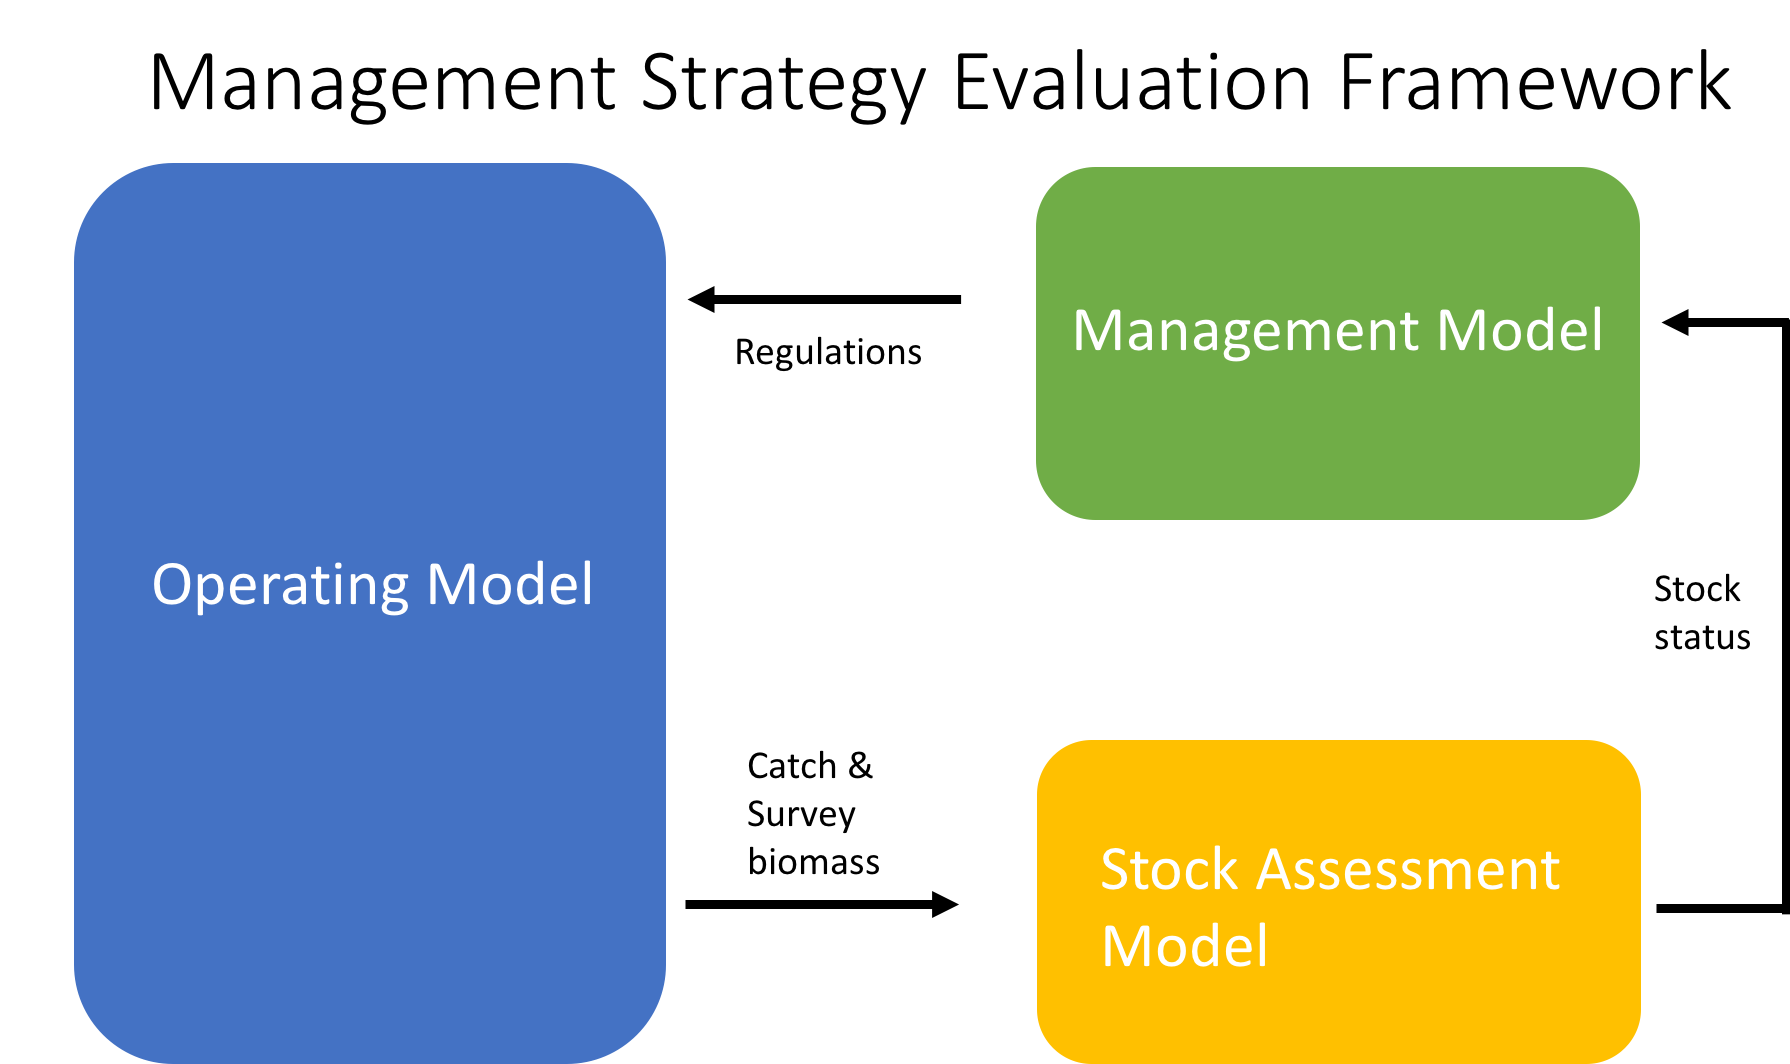 Management Strategy Evaluation Framework
Operating Model
Regulations
Management Model
Catch &
Survey
biomass
Stock Assessment
Model
Stock
status